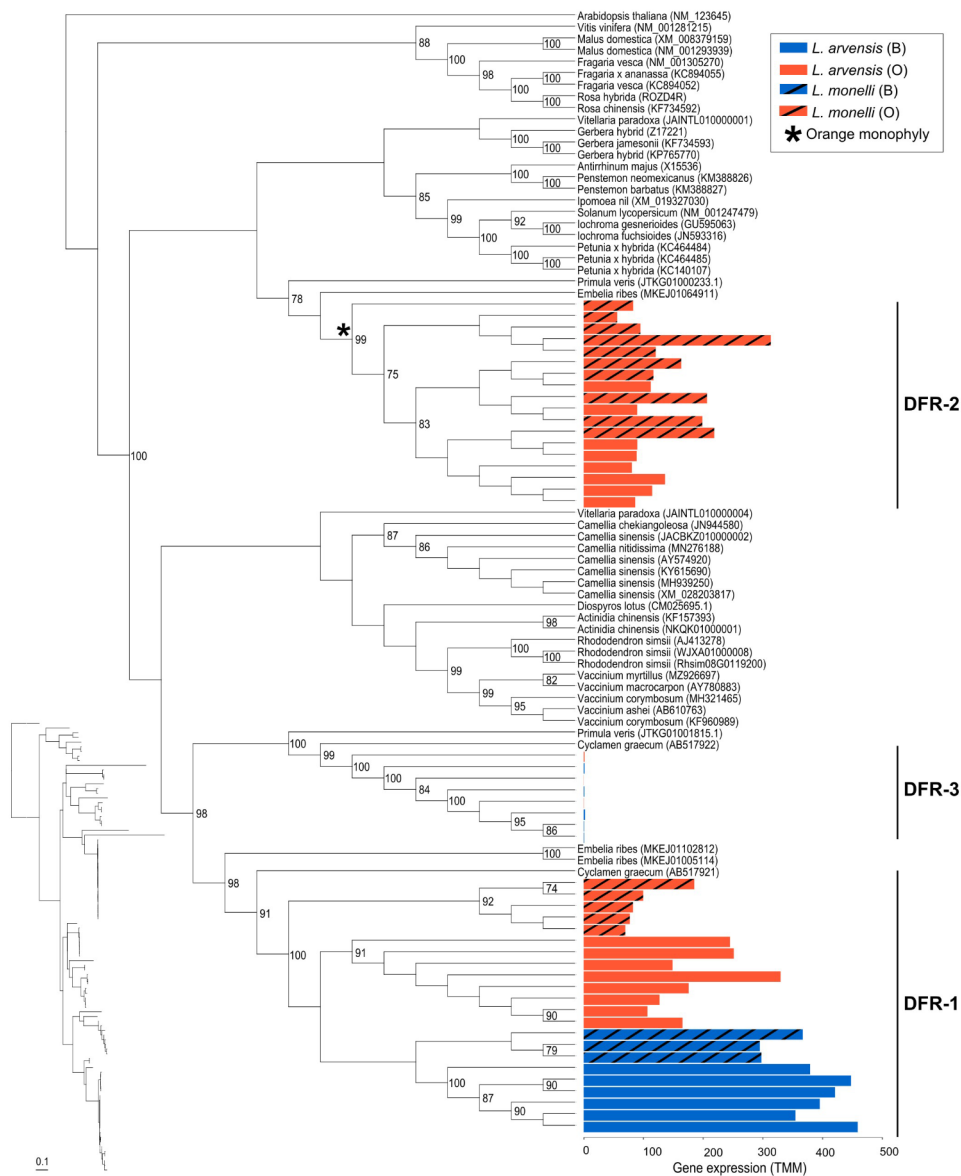 Arabidopsis thaliana (NM_123645)
Vitis vinifera (NM_001281215)
88
Malus domestica (XM_008379159)
100
Malus domestica (NM_001293939)
100
Fragaria vesca (NM_001305270)
98
Fragaria x ananassa (KC894055)
100
Fragaria vesca (KC894052)
100
Rosa hybrida (ROZD4R)
100
Rosa chinensis (KF734592)
Vitellaria paradoxa (JAINTL010000001)
Gerbera hybrid (Z17221)
100
Gerbera jamesonii (KF734593)
100
Gerbera hybrid (KP765770)
Antirrhinum majus (X15536)
100
Penstemon neomexicanus (KM388826)
100
Penstemon barbatus (KM388827)
85
Ipomoea nil (XM_019327030)
99
Solanum lycopersicum (NM_001247479)
92
Iochroma gesnerioides (GU595063)
100
Iochroma fuchsioides (JN593316)
100
Petunia x hybrida (KC464484)
100
Petunia x hybrida (KC464485)
100
Petunia x hybrida (KC140107)
Primula veris (JTKG01000233.1)
78
Embelia ribes (MKEJ01064911)
*
99
75
83
DFR-2
100
Vitellaria paradoxa (JAINTL010000004)
Camellia chekiangoleosa (JN944580)
87
Camellia sinensis (JACBKZ010000002)
86
Camellia nitidissima (MN276188)
Camellia sinensis (AY574920)
Camellia sinensis (KY615690)
Camellia sinensis (MH939250)
Camellia sinensis (XM_028203817)
Diospyros lotus (CM025695.1)
Actinidia chinensis (KF157393)
98
Actinidia chinensis (NKQK01000001)
Rhododendron simsii (AJ413278)
100
Rhododendron simsii (WJXA01000008)
100
Rhododendron simsii (Rhsim08G0119200)
99
Vaccinium myrtillus (MZ926697)
82
Vaccinium macrocarpon (AY780883)
99
Vaccinium corymbosum (MH321465)
95
Vaccinium ashei (AB610763)
Vaccinium corymbosum (KF960989)
Primula veris (JTKG01001815.1)
100
Cyclamen graecum (AB517922)
99
100
100
84
100
95
86
DFR-3
98
Embelia ribes (MKEJ01102812)
100
Embelia ribes (MKEJ01005114)
98
Cyclamen graecum (AB517921)
74
92
91
100
91
90
79
100
90
87
90
DFR-1
0 100 200 300 400 500
Gene expression (TMM)
0.1
L. arvensis (B)
L. arvensis (O)
L. monelli (B)
L. monelli (O)
* Orange monophyly